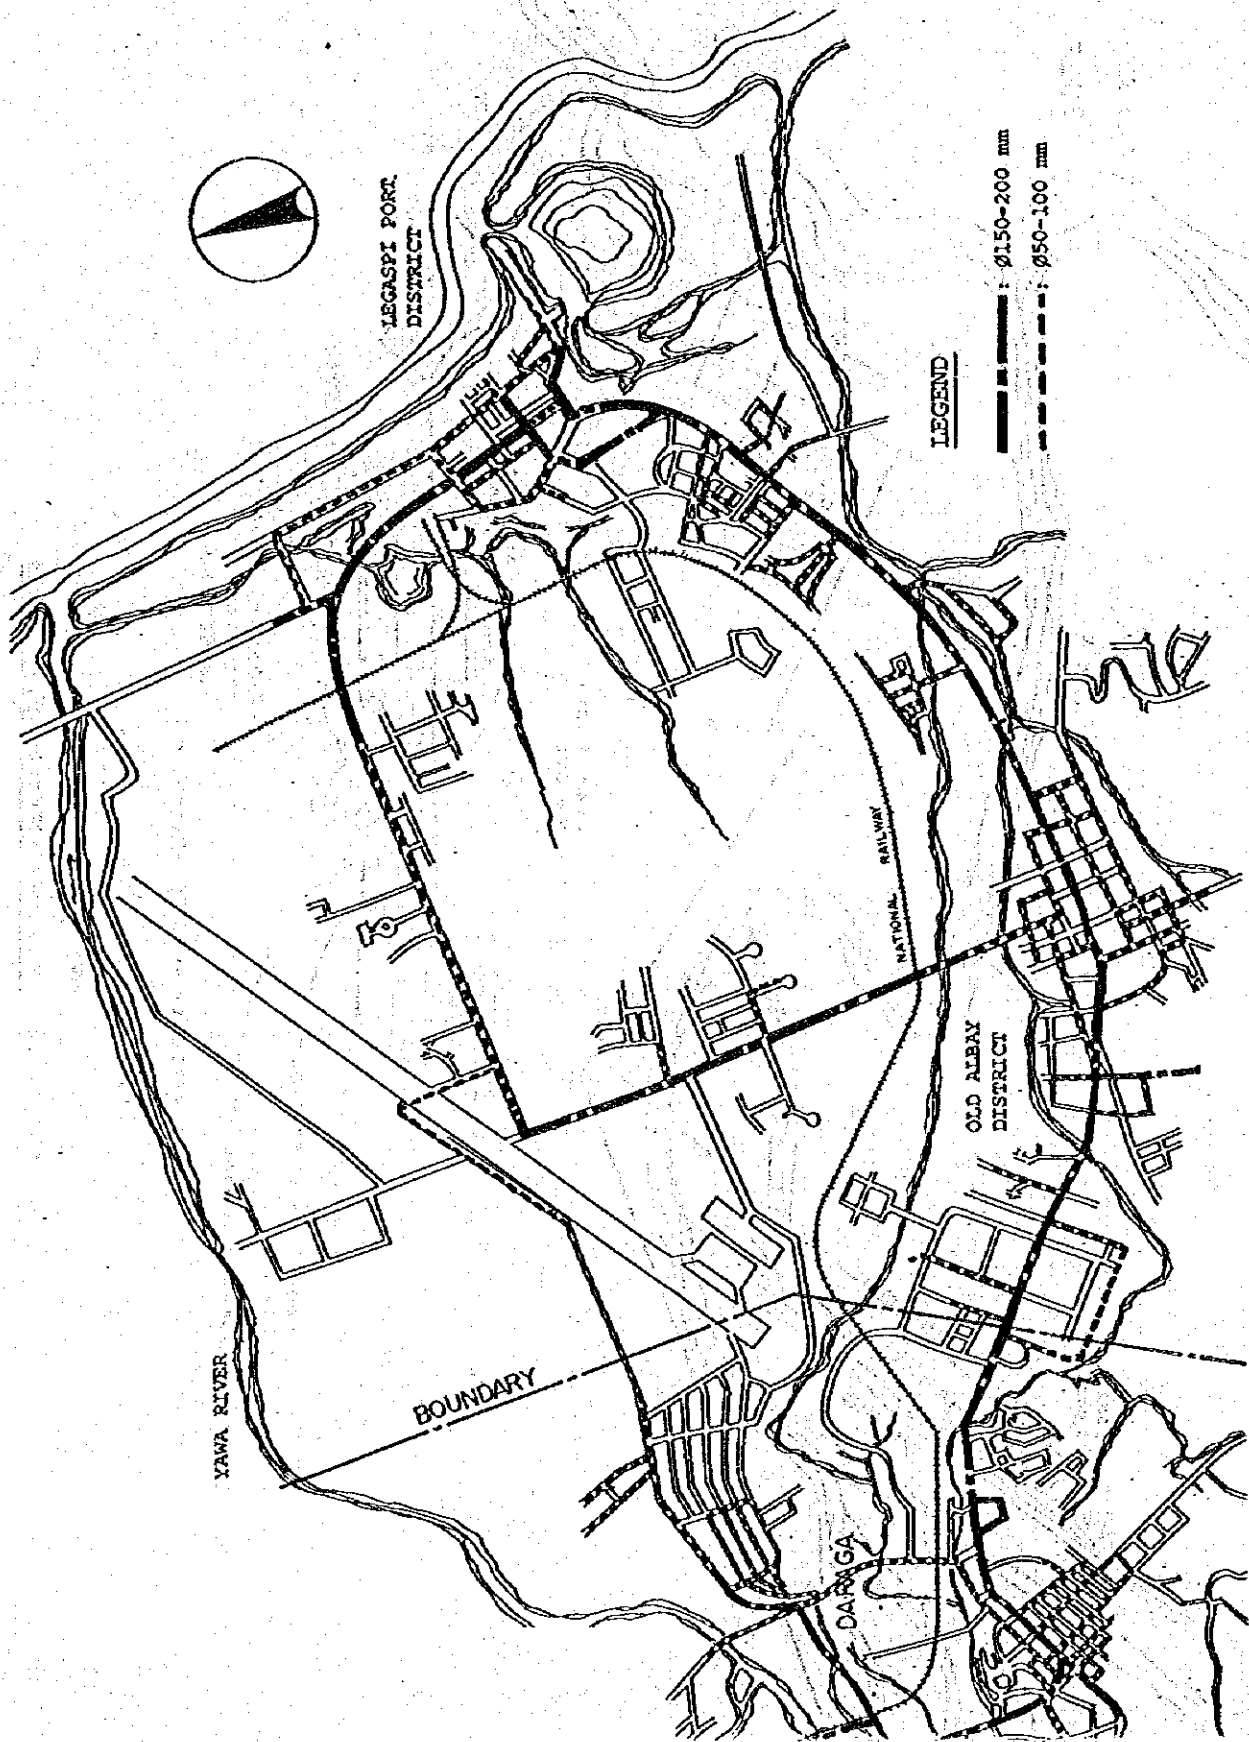 LEGASPI PORT
DISTRICT
LEGEND
: Ø150-200 mm
: Ø50-100 mm
NATIONAL RAILWAY
OLD ALBAY
DISTRICT
YAWA RIVER
BOUNDARY
DARAGA